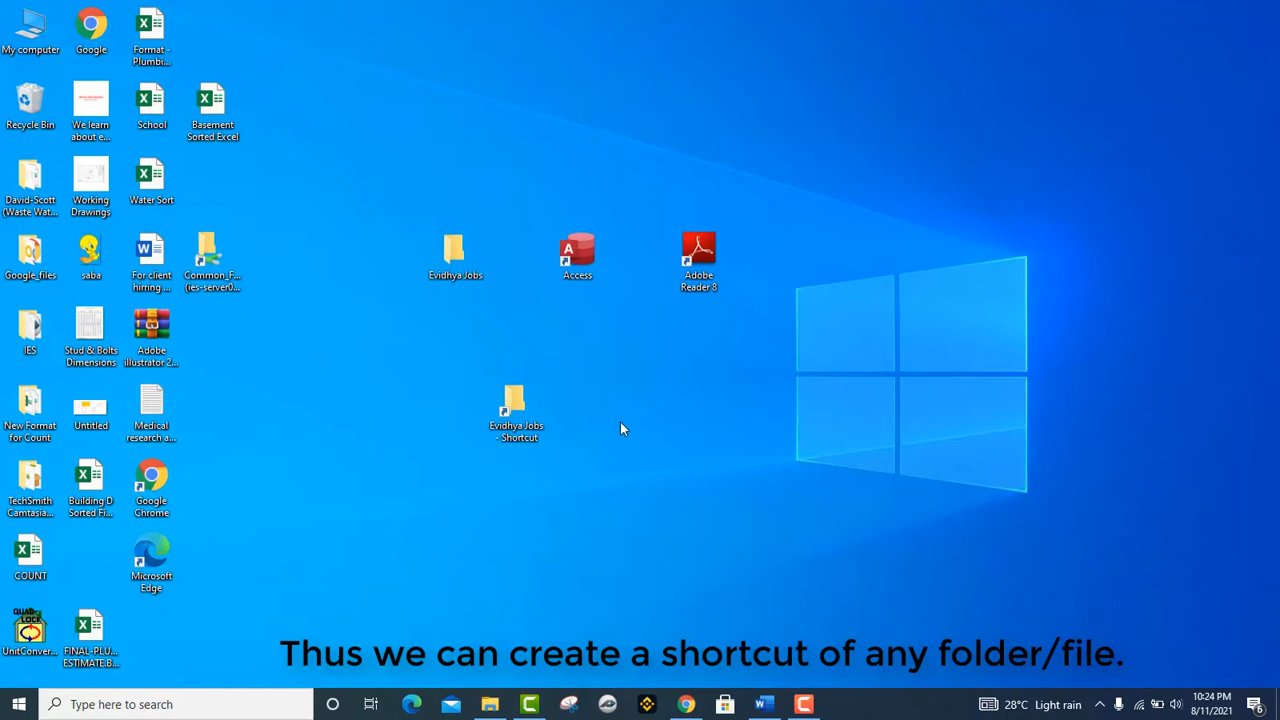 My computer
Google
Format -
Plumbi...
Recycle Bin
We learn
about e...
School
Basement
Sorted Excel
David-Scott
(Waste Wat...
Working
Drawings
Water Sort
Google_files
saba
For client
hirring ...
Common_F...
(ies-server0...
Evidhya Jobs
Access
Adobe
Reader 8
IES
Stud & Bolts
Dimensions
Adobe
illustrator 2...
New Format
for Count
Untitled
Medical
research a...
Evidhya Jobs
- Shortcut
TechSmith
Camtasia...
Building D
Sorted Fi...
Google
Chrome
COUNT
Microsoft
Edge
QUAD-
LOCK
UnitConver...
FINAL-PLU...
ESTIMATE.B...
Thus we can create a shortcut of any folder/file.
Type here to search
28°C Light rain
10:24 PM
8/11/2021
6